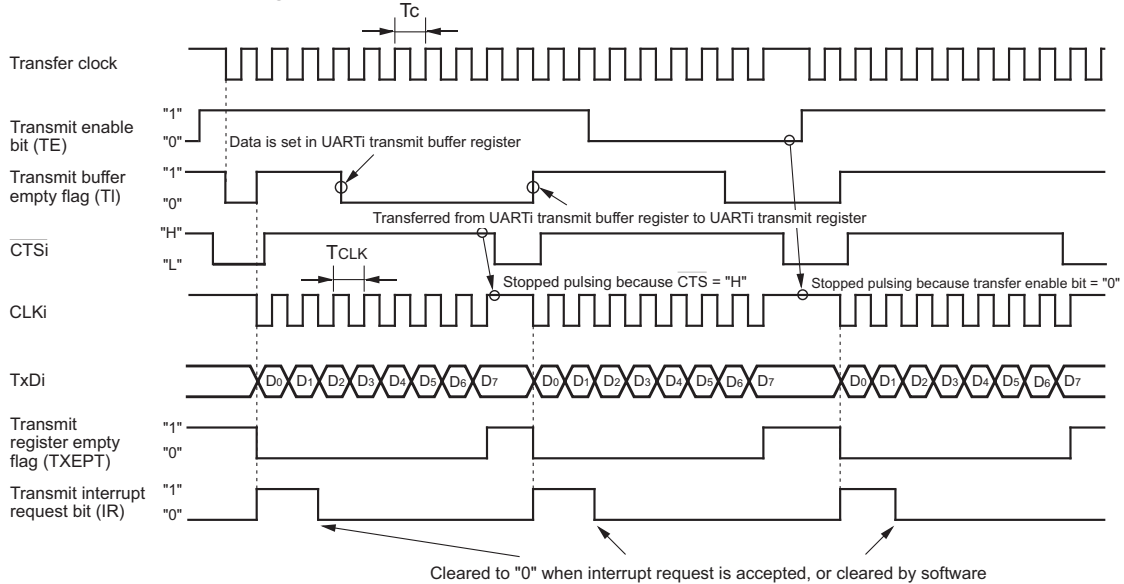 Tc
Transfer clock
Transmit enable
bit (TE)
"1"
"0"
Data is set in UARTi transmit buffer register
Transmit buffer
empty flag (TI)
"1"
"0"
Transferred from UARTi transmit buffer register to UARTi transmit register
CTSi
"H"
"L"
TCLK
Stopped pulsing because CTS = "H"
Stopped pulsing because transfer enable bit = "0"
CLKi
TxDi
D0 D1 D2 D3 D4 D5 D6 D7 D0 D1 D2 D3 D4 D5 D6 D7 D0 D1 D2 D3 D4 D5 D6 D7
Transmit
register empty
flag (TXEPT)
"1"
"0"
Transmit interrupt
request bit (IR)
"1"
"0"
Cleared to "0" when interrupt request is accepted, or cleared by software